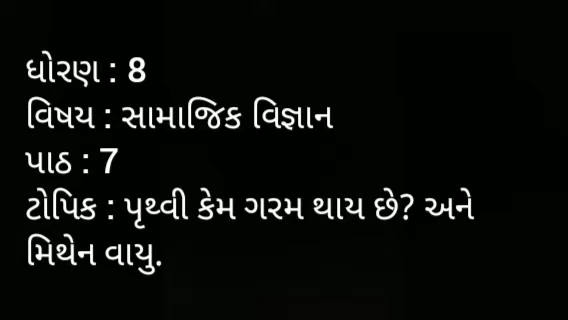 ધોરણ : 8
વિષય : સામાજિક વિજ્ઞાન
પાઠ : 7
ટોપિક : પૃથ્વી કેમ ગરમ થાય છે? અને
મિથેન વાયુ.